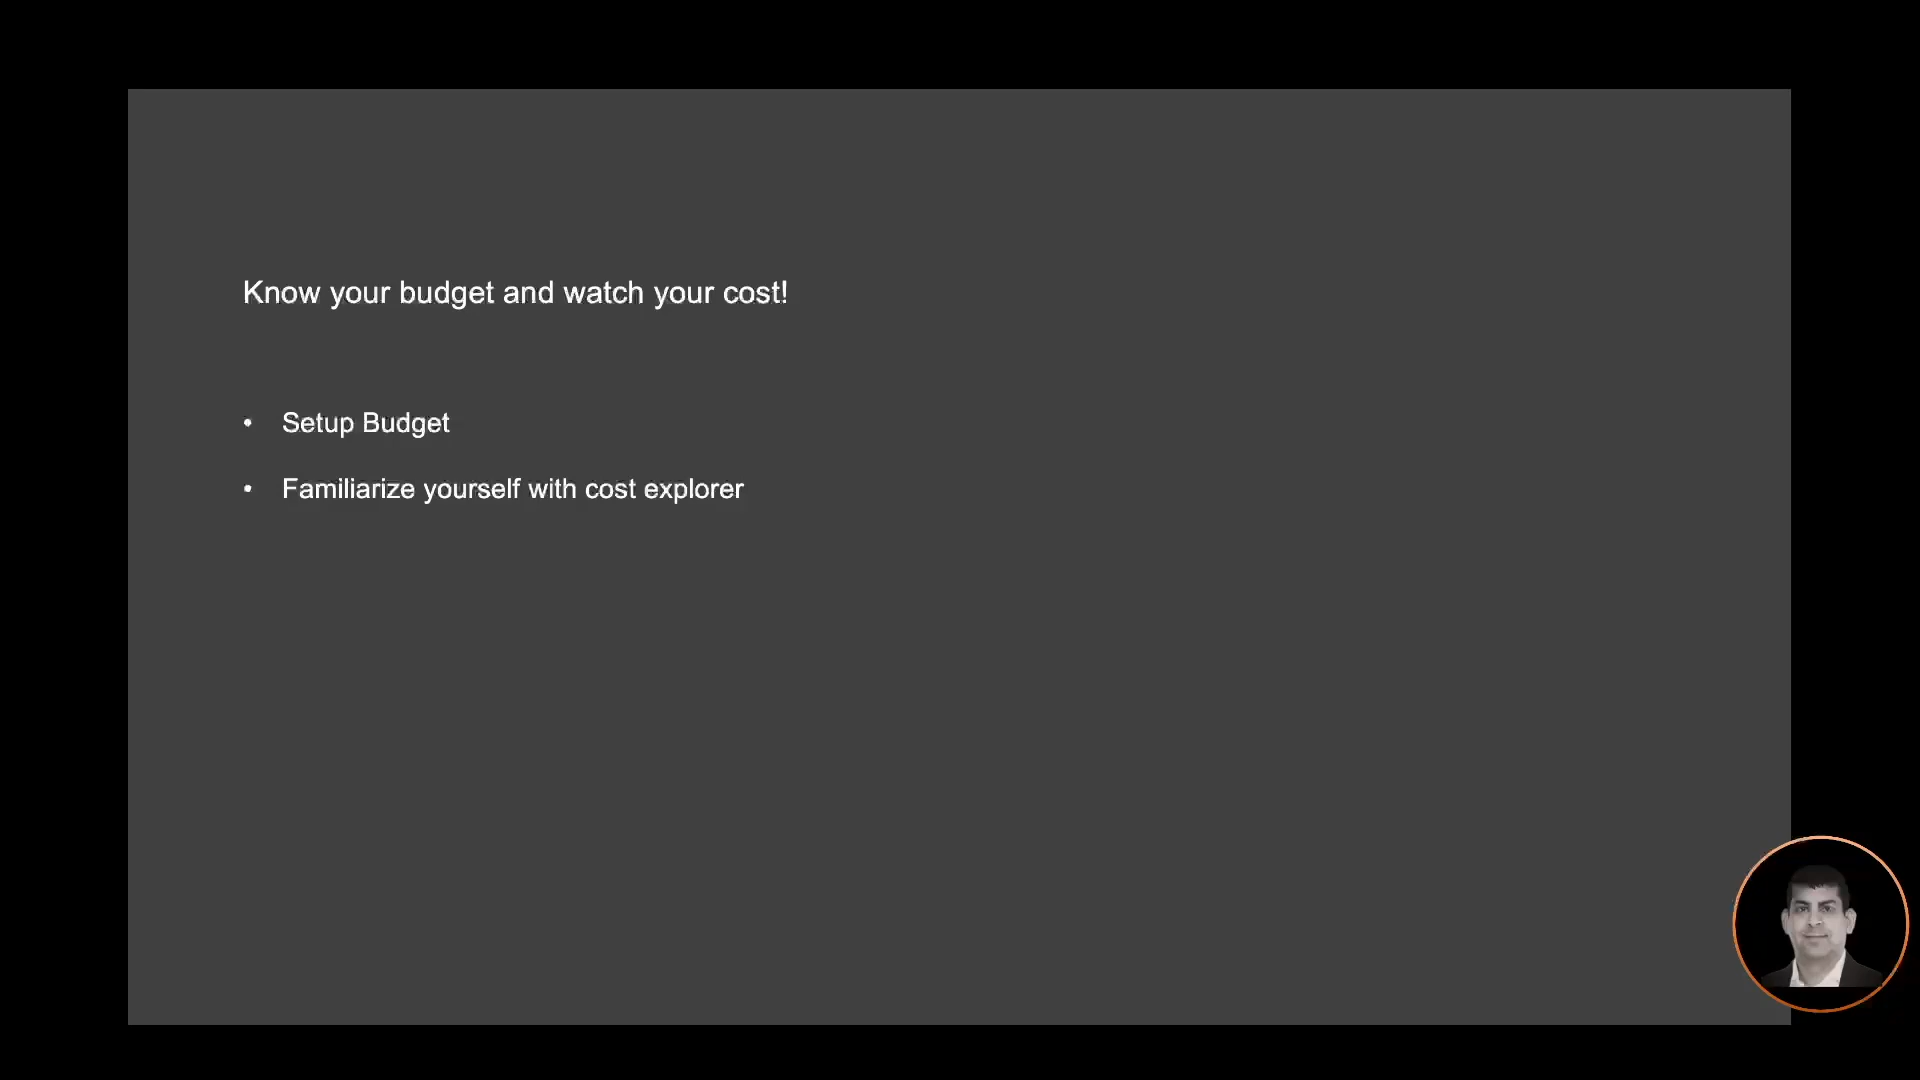 Know your budget and watch your cost!
• Setup Budget
• Familiarize yourself with cost explorer